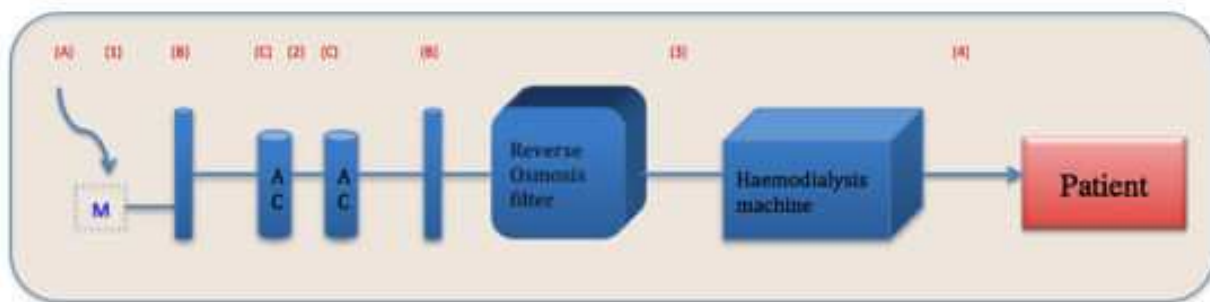 (A) (1) (B) (C) (2) (C) (B) (3) (4)
M
A
C
A
C
Reverse
Osmosis
filter
Haemodialysis
machine
Patient